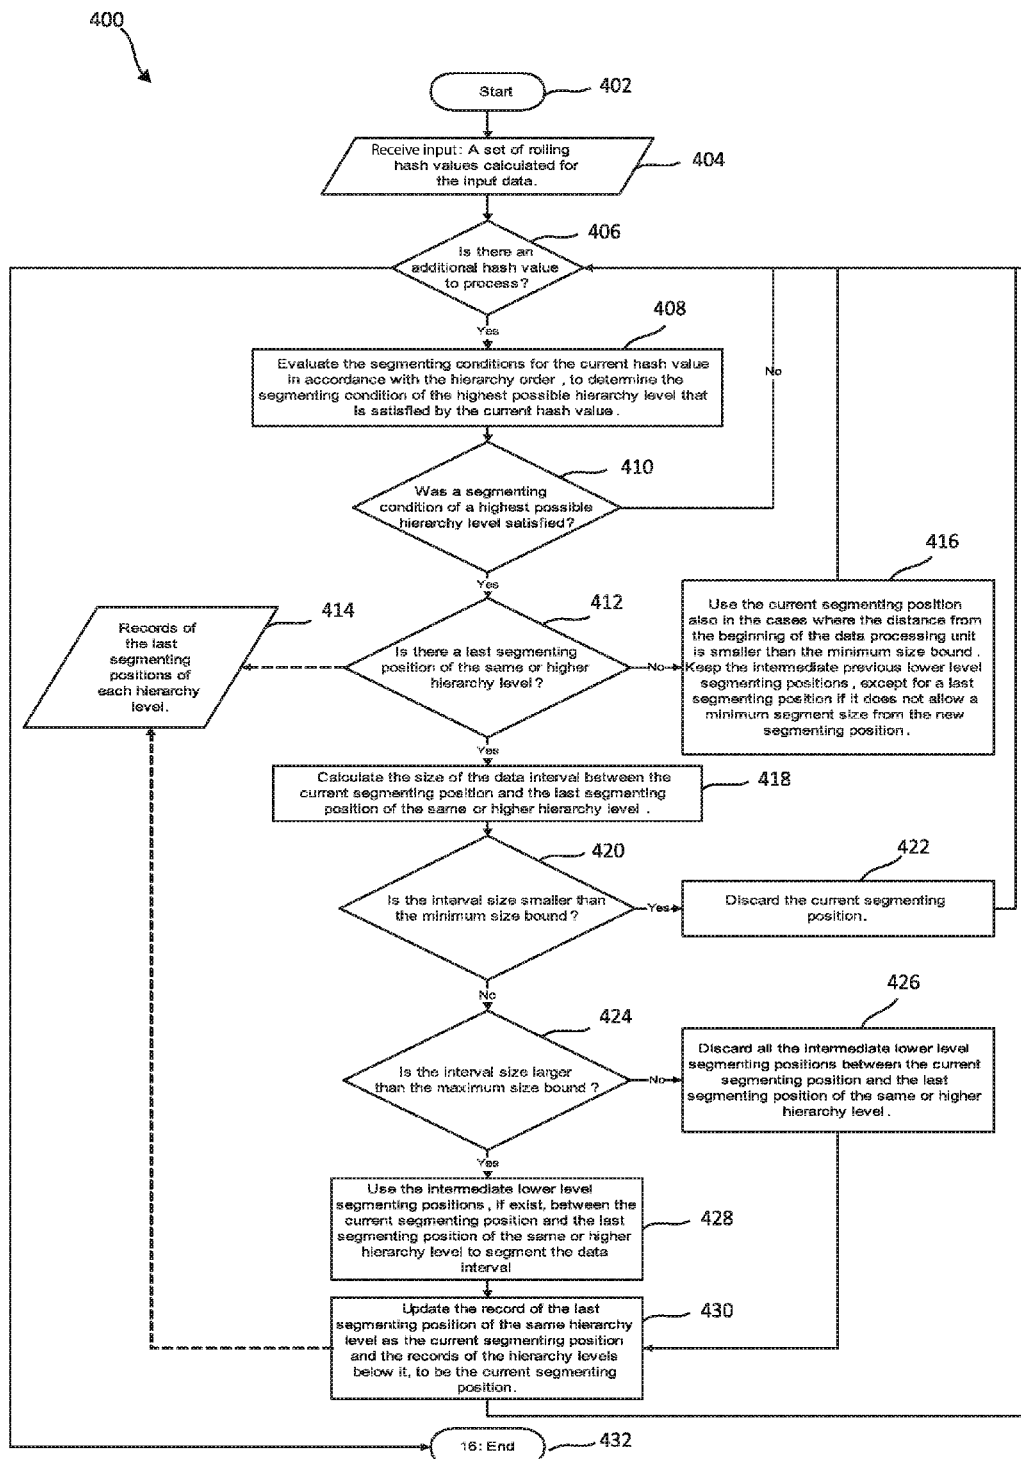 400
Start
402
Receive input: A set of rolling
hash values calculated for
the input data.
404
406
Is there an
additional hash value
to process?
Yes
408
Evaluate the segmenting conditions for the current hash value
in accordance with the hierarchy order , to determine the
segmenting condition of the highest possible hierarchy level that
is satisfied by the current hash value .
No
410
Was a segmenting
condition of a highest possible
hierarchy level satisfied?
Yes
412
Is there a last segmenting
position of the same or higher
hierarchy level?
No
414
Records of
the last
segmenting
positions of
each hierarchy
level.
416
Use the current segmenting position
also in the cases where the distance from
the beginning of the data processing unit
is smaller than the minimum size bound .
Keep the intermediate previous lower level
segmenting positions , except for a last
segmenting position if it does not allow a
minimum segment size from the new
segmenting position .
Yes
Calculate the size of the data interval between the
current segmenting position and the last segmenting
position of the same or higher hierarchy level .
418
420
Is the interval size smaller than
the minimum size bound ?
Yes
422
Discard the current segmenting
position.
No
424
Is the interval size larger
than the maximum size bound ?
No
426
Discard all the intermediate lower level
segmenting positions between the current
segmenting position and the last
segmenting position of the same or higher
hierarchy level .
Yes
Use the intermediate lower level
segmenting positions , if exist, between the
current segmenting position and the last
segmenting position of the same or higher
hierarchy level to segment the data
interval
428
Update the record of the last
segmenting position of the same hierarchy
level as the current segmenting position
and the records of the hierarchy levels
below it, to be the current segmenting
position.
430
16: End
432